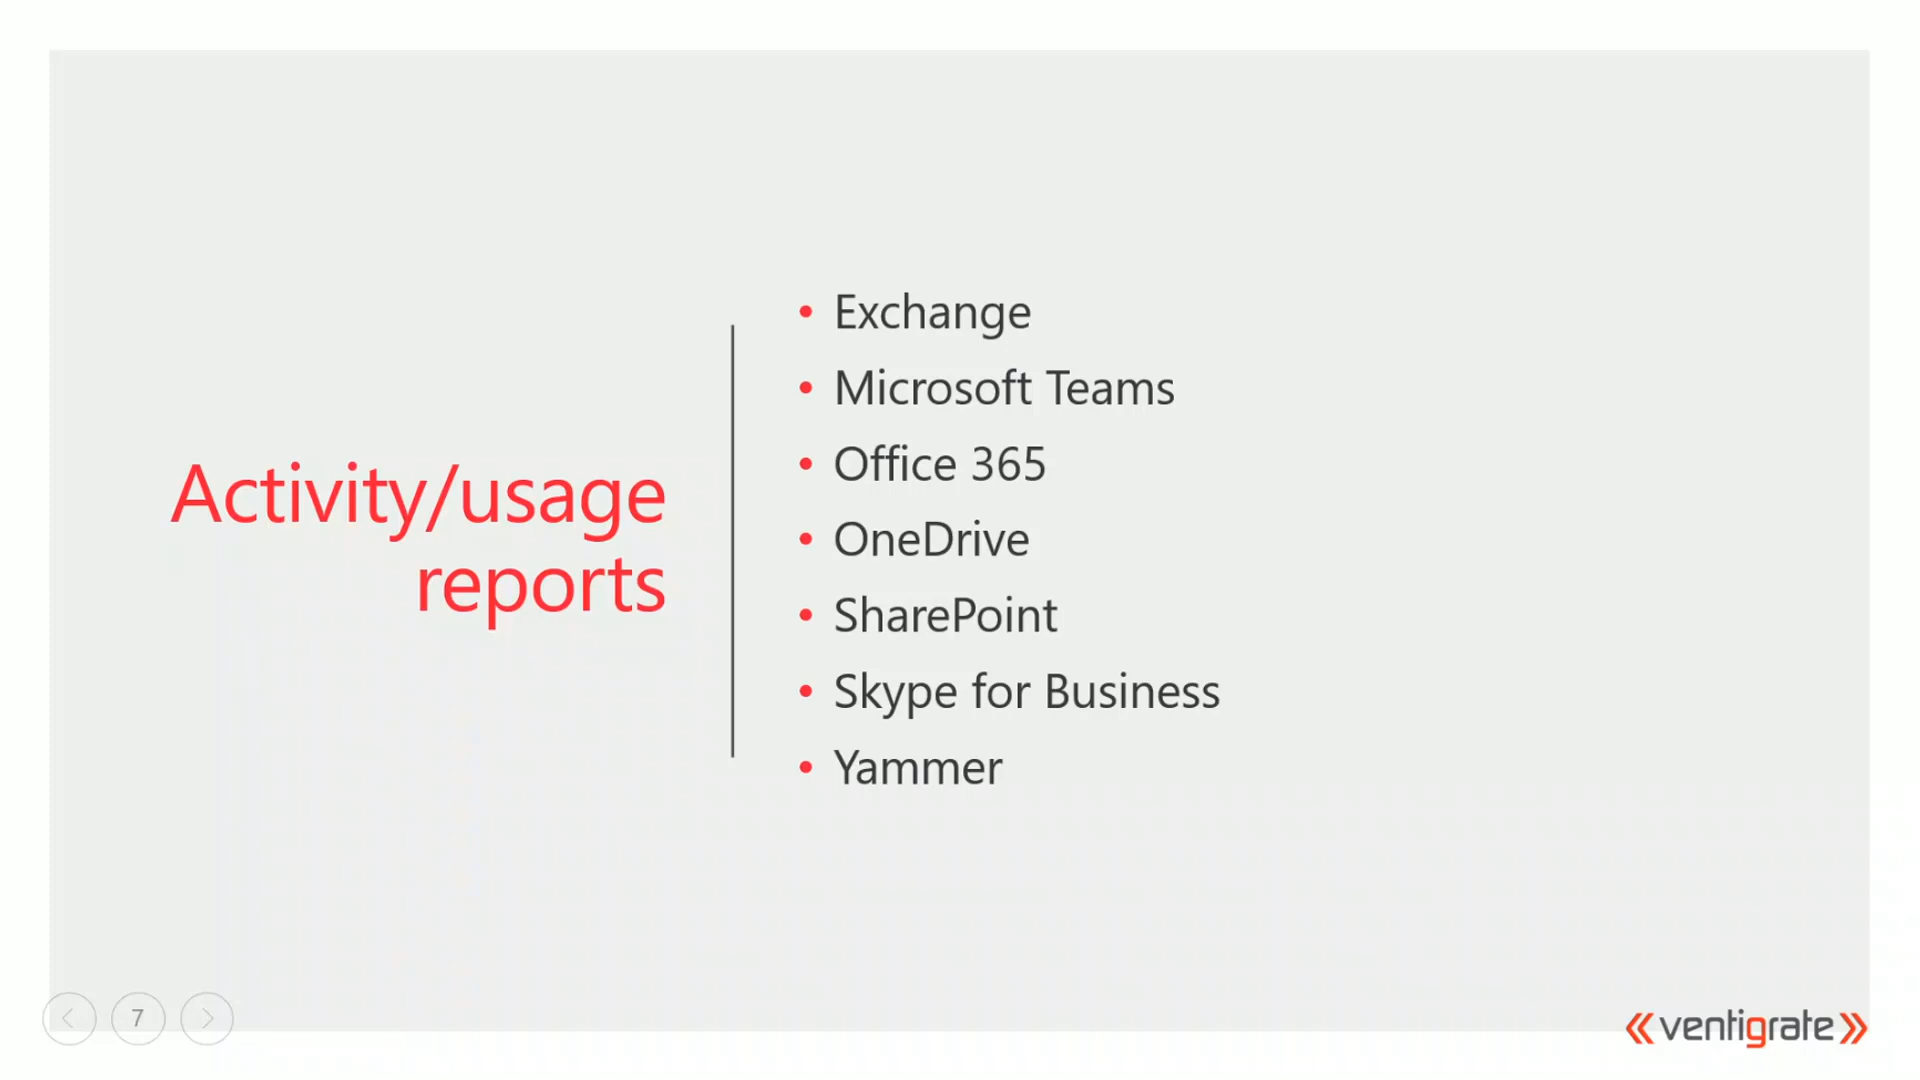 Activity/usage
reports
• Exchange
• Microsoft Teams
• Office 365
• OneDrive
• SharePoint
• Skype for Business
• Yammer
7
ventigrate